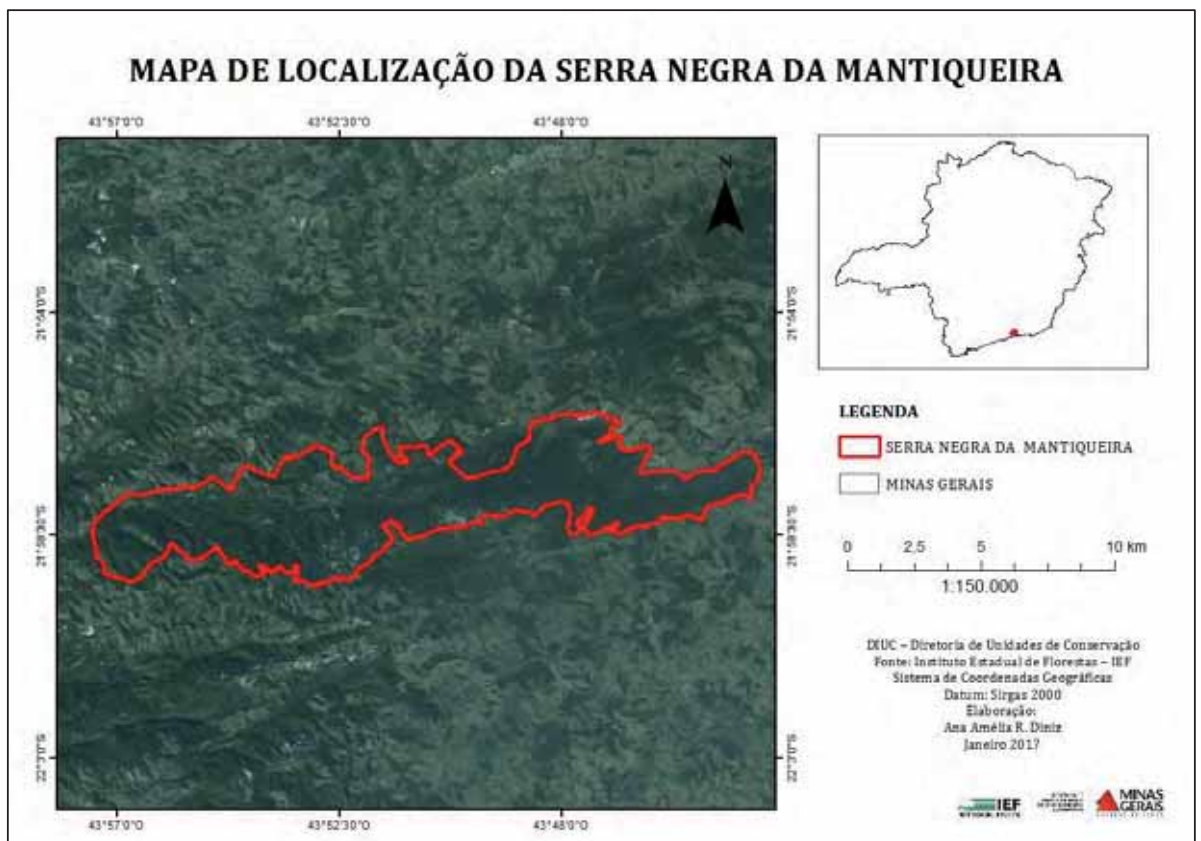 MAPA DE LOCALIZAÇÃO DA SERRA NEGRA DA MANTIQUEIRA
43°57'0"O 43°52'30"O 43°48'0"O
N
21°54'0"S 21°54'0"S
21°58'30"S 21°58'30"S
22°3'0"S 22°3'0"S
43°57'0"O 43°52'30"O 43°48'0"O
LEGENDA
SERRA NEGRA DA MANTIQUEIRA
MINAS GERAIS
0 2,5 5 10 km
1:150.000
DIUC – Diretoria de Unidades de Conservação
Fonte: Instituto Estadual de Florestas – IEF
Sistema de Coordenadas Geográficas
Datum: Sirgas 2000
Elaboração:
Ana Amélia R. Diniz
Janeiro 2017
IEF
MINAS
GERAIS